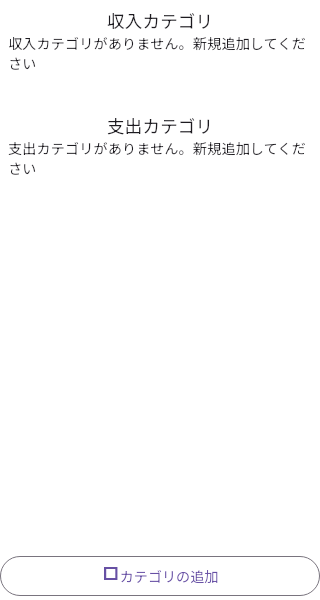 収入カテゴリ
収入カテゴリがありません。新規追加してくだ
さい
支出カテゴリ
支出カテゴリがありません。新規追加してくだ
さい
カテゴリの追加